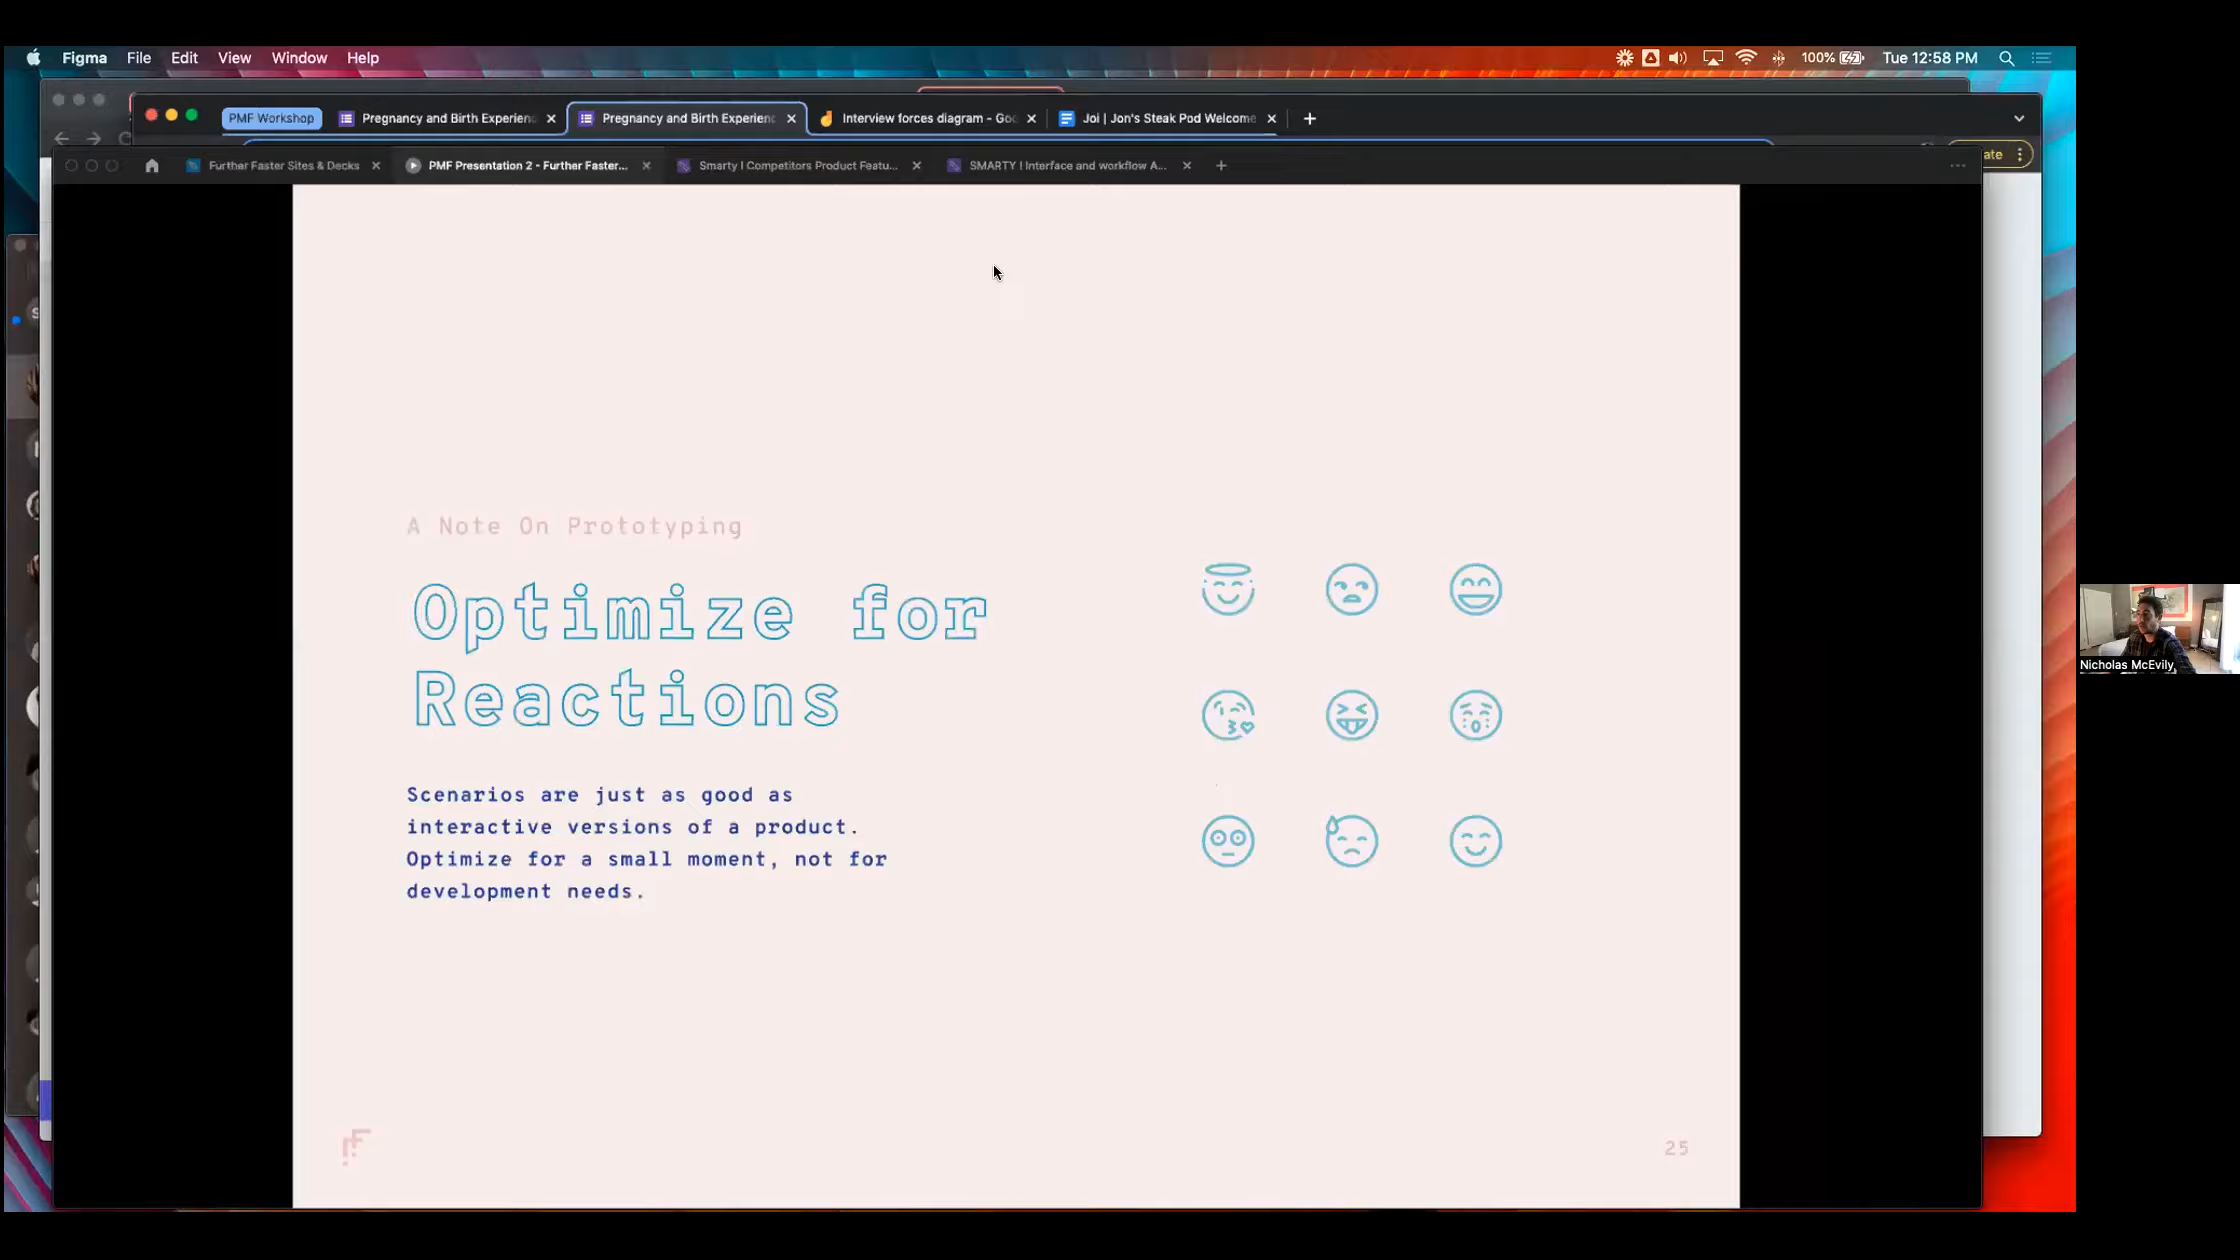 Figma File Edit View Window Help 100% Tue 12:58 PM
PMF Workshop Pregnancy and Birth Experienc Pregnancy and Birth Experienc Interview forces diagram - Goo Joi | Jon's Steak Pod Welcome
ate
Further Faster Sites & Decks PMF Presentation 2 - Further Faster... Smarty I Competitors Product Featu... SMARTY I Interface and workflow A...
A Note On Prototyping
Optimize for
Reactions
Scenarios are just as good as
interactive versions of a product.
Optimize for a small moment, not for
development needs.
25
Nicholas McEvily